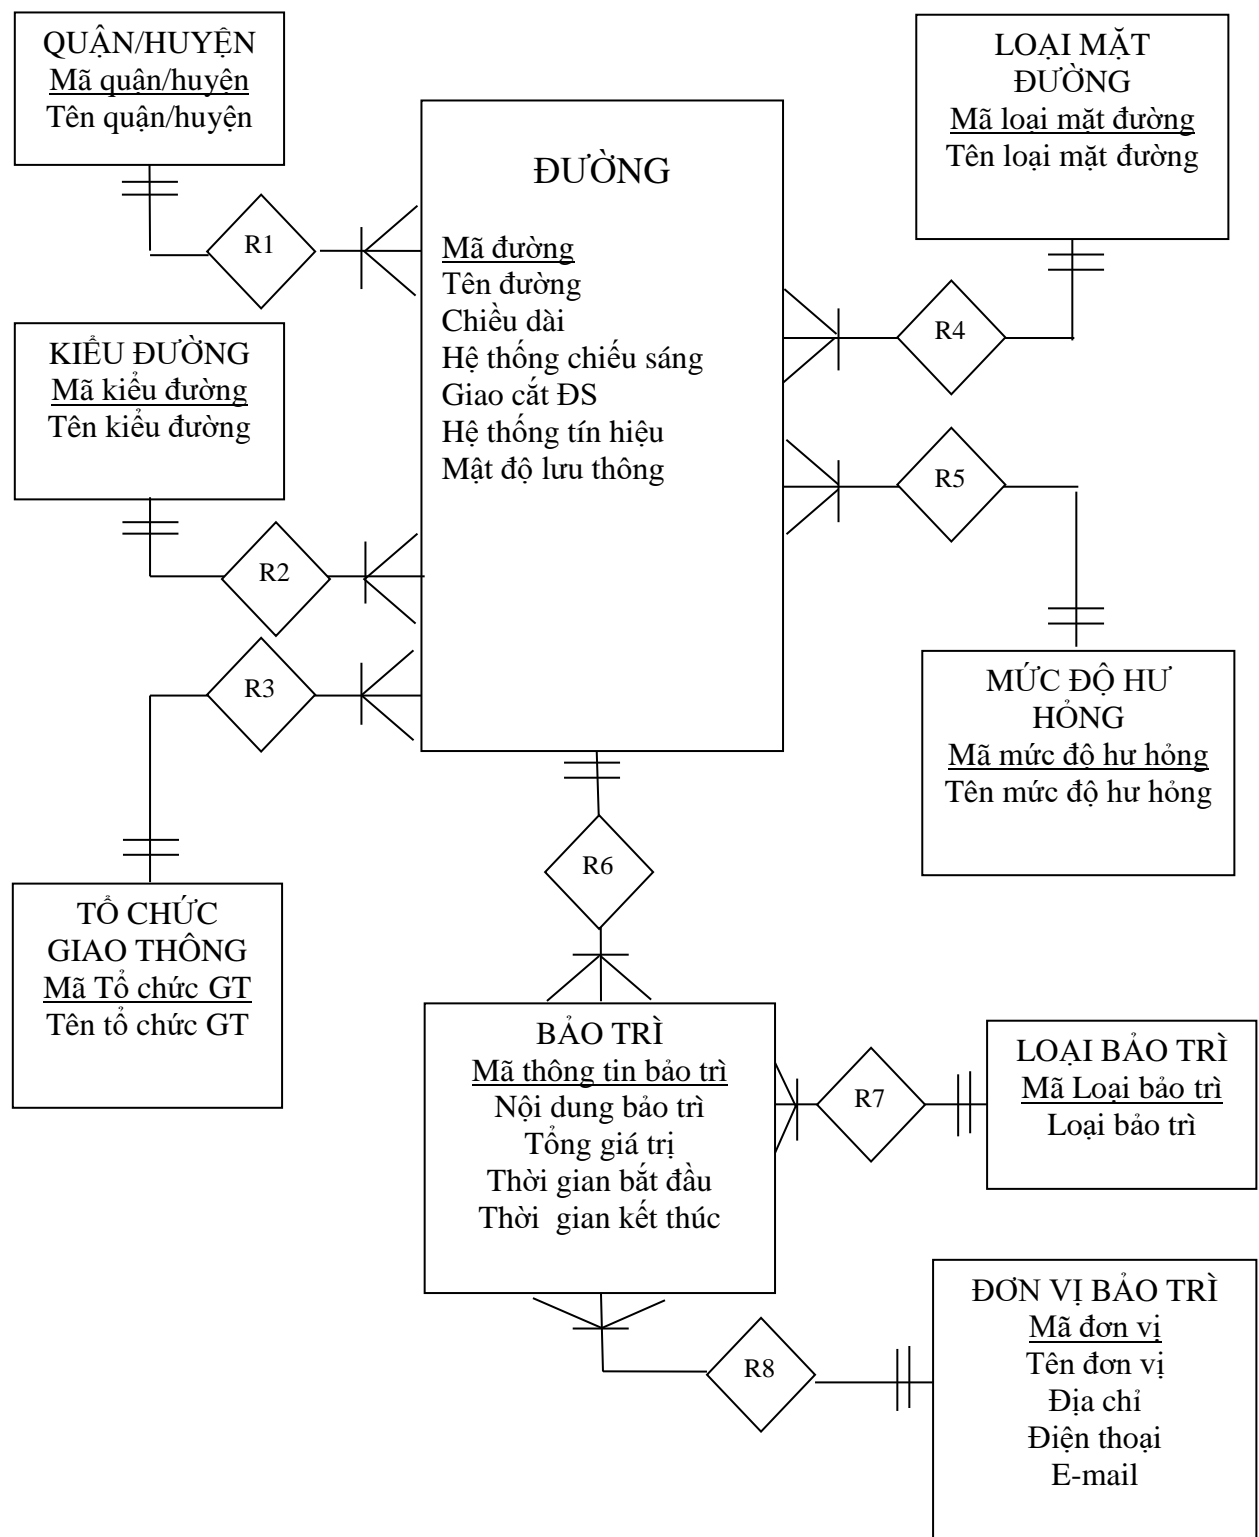 QUẬN/HUYỆN
Mã quận/huyện
Tên quận/huyện
LOẠI MẶT
ĐƯỜNG
Mã loại mặt đường
Tên loại mặt đường
ĐƯỜNG
Mã đường
Tên đường
Chiều dài
Hệ thống chiếu sáng
Giao cắt ĐS
Hệ thống tín hiệu
Mật độ lưu thông
R1
R4
KIỂU ĐƯỜNG
Mã kiểu đường
Tên kiểu đường
R5
R2
R3
MỨC ĐỘ HƯ
HỎNG
Mã mức độ hư hỏng
Tên mức độ hư hỏng
R6
TỔ CHỨC
GIAO THÔNG
Mã Tổ chức GT
Tên tổ chức GT
BẢO TRÌ
Mã thông tin bảo trì
Nội dung bảo trì
Tổng giá trị
Thời gian bắt đầu
Thời gian kết thúc
R7
LOẠI BẢO TRÌ
Mã Loại bảo trì
Loại bảo trì
R8
ĐƠN VỊ BẢO TRÌ
Mã đơn vị
Tên đơn vị
Địa chỉ
Điện thoại
E-mail